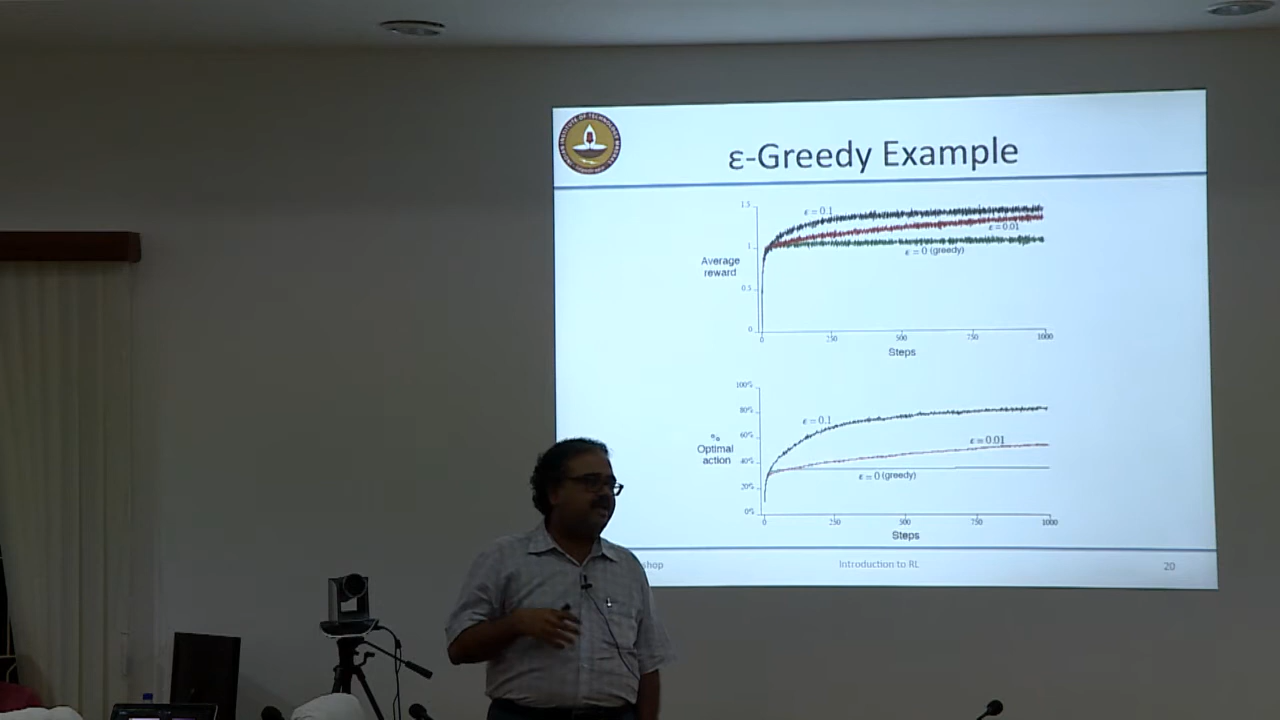 ε-Greedy Example
1.5
ε = 0.1
ε = 0.01
1
ε = 0 (greedy)
Average
reward
0.5
0
0 250 500 750 1000
Steps
100%
80%
ε = 0.1
60%
ε = 0.01
Optimal
action
40%
ε = 0 (greedy)
20%
0%
0 250 500 750 1000
Steps
shop
Introduction to RL
20